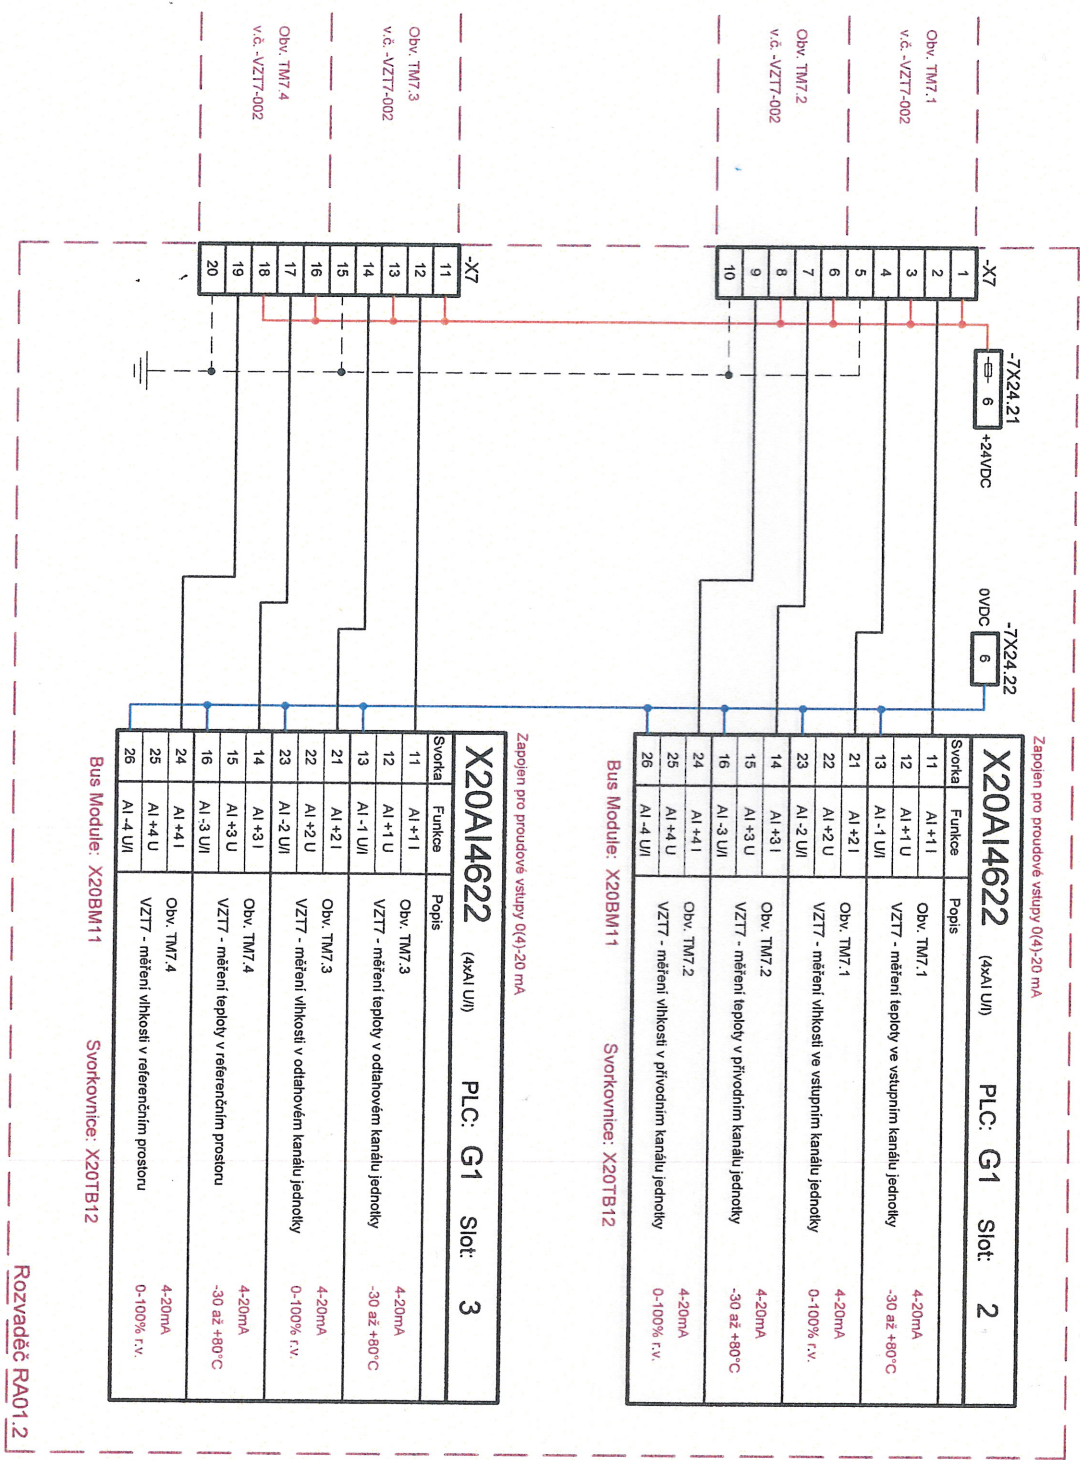 Obv. TM7.1
v.č. -VZT7-002
Obv. TM7.2
v.č. -VZT7-002
-X7
1
2
3
4
5
6
7
8
9
10
-7X24.21
6
+24VDC
-7X24.22
0VDC
6
Zapojen pro proudové vstupy 0(4)-20 mA
X20AI4622 (4xAI U/I) PLC: G1 Slot: 2
Svorka Funkce Popis
11 AI +1 I Obv. TM7.1 4-20mA
12 AI +1 U VZT7 - měření teploty ve vstupním kanálu jednotky -30 až +80°C
13 AI -1 U/I
21 AI +2 I Obv. TM7.1 4-20mA
22 AI +2 U VZT7 - měření vlhkosti ve vstupním kanálu jednotky 0-100% r.v.
23 AI -2 U/I
14 AI +3 I Obv. TM7.2 4-20mA
15 AI +3 U VZT7 - měření teploty v přívodním kanálu jednotky -30 až +80°C
16 AI -3 U/I
24 AI +4 I Obv. TM7.2 4-20mA
25 AI +4 U VZT7 - měření vlhkosti v přívodním kanálu jednotky 0-100% r.v.
26 AI -4 U/I
Bus Module: X20BM11 Svorkovnice: X20TB12
Obv. TM7.3
v.č. -VZT7-002
Obv. TM7.4
v.č. -VZT7-002
-X7
11
12
13
14
15
16
17
18
19
20
Zapojen pro proudové vstupy 0(4)-20 mA
X20AI4622 (4xAI U/I) PLC: G1 Slot: 3
Svorka Funkce Popis
11 AI +1 I Obv. TM7.3 4-20mA
12 AI +1 U VZT7 - měření teploty v odtahovém kanálu jednotky -30 až +80°C
13 AI -1 U/I
21 AI +2 I Obv. TM7.3 4-20mA
22 AI +2 U VZT7 - měření vlhkosti v odtahovém kanálu jednotky 0-100% r.v.
23 AI -2 U/I
14 AI +3 I Obv. TM7.4 4-20mA
15 AI +3 U VZT7 - měření teploty v referenčním prostoru -30 až +80°C
16 AI -3 U/I
24 AI +4 I Obv. TM7.4 4-20mA
25 AI +4 U VZT7 - měření vlhkosti v referenčním prostoru 0-100% r.v.
26 AI -4 U/I
Bus Module: X20BM11 Svorkovnice: X20TB12
Rozvaděč RA01.2